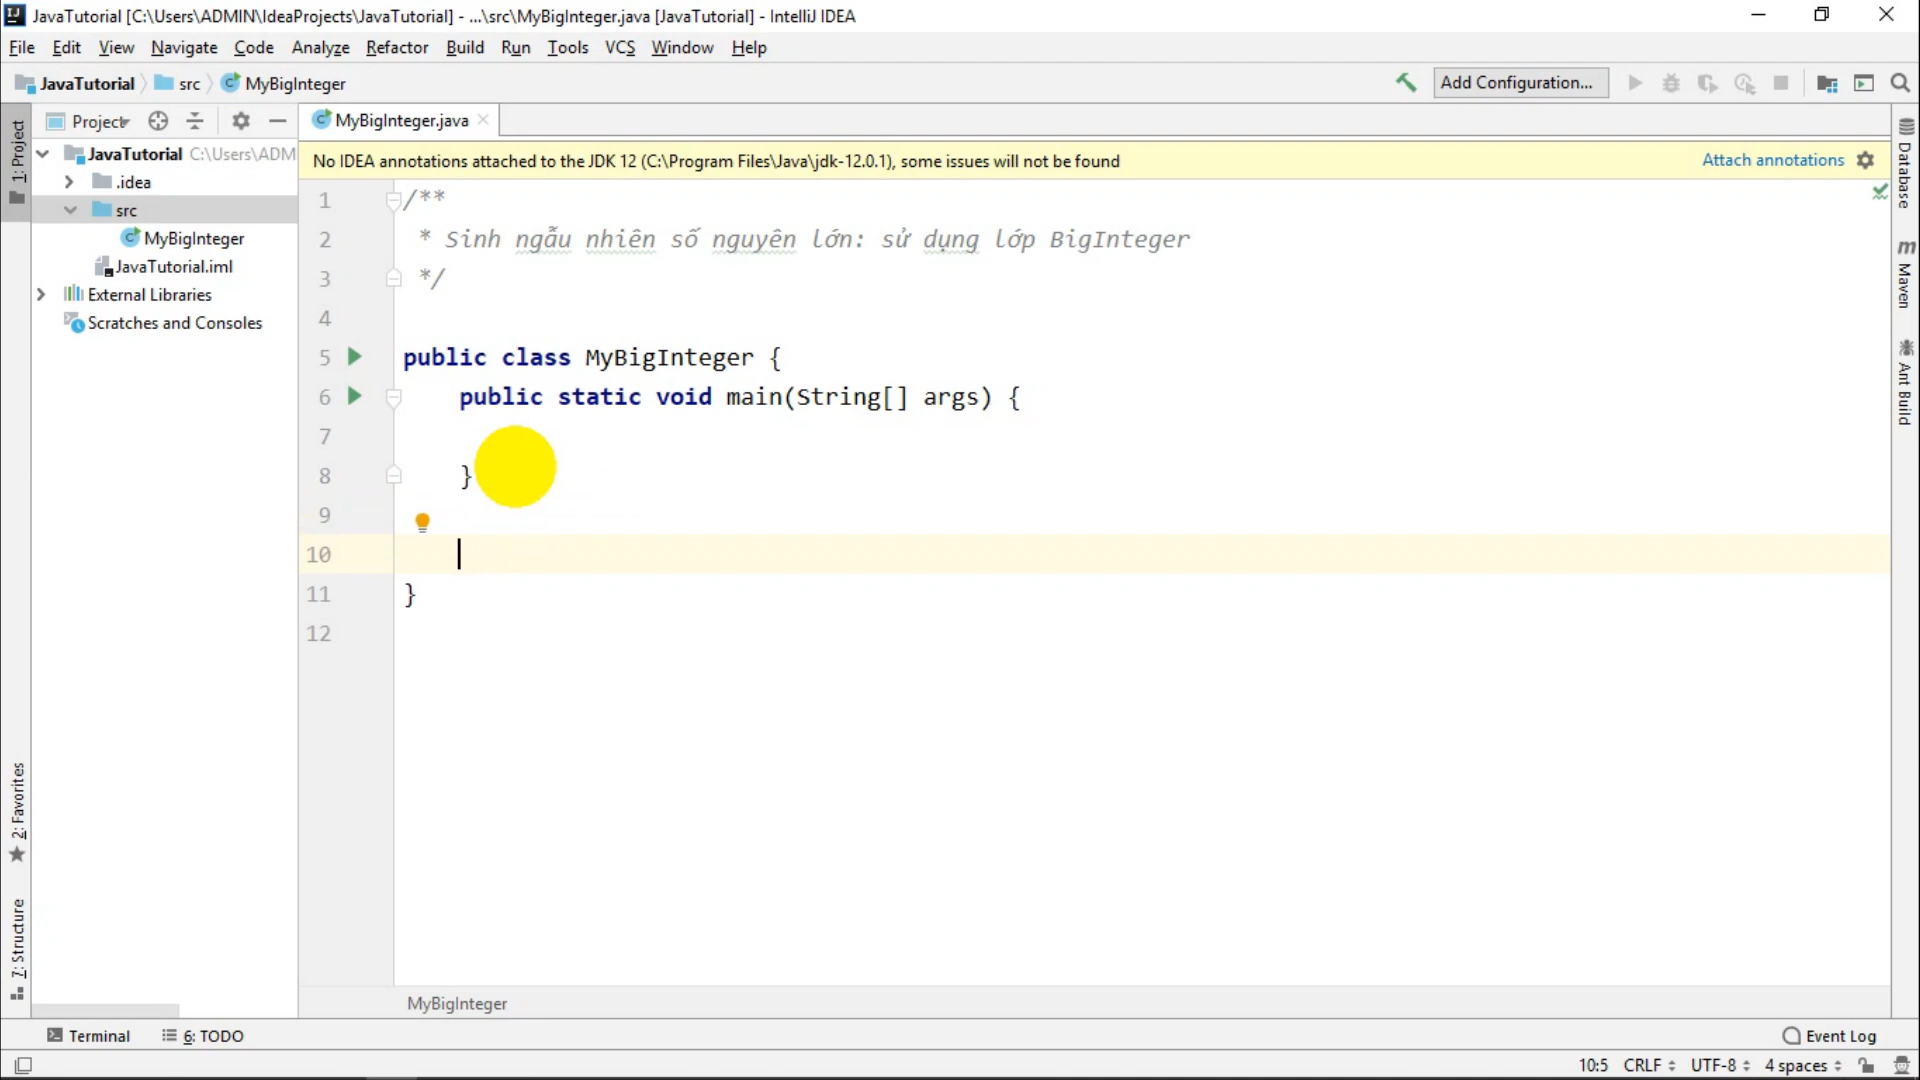 JavaTutorial [C:\Users\ADMIN\IdeaProjects\JavaTutorial] - ...\src\MyBigInteger.java [JavaTutorial] - IntelliJ IDEA
File Edit View Navigate Code Analyze Refactor Build Run Tools VCS Window Help
JavaTutorial src MyBigInteger Add Configuration...
Project
MyBigInteger.java
JavaTutorial C:\Users\ADM
.idea
src
MyBigInteger
JavaTutorial.iml
External Libraries
Scratches and Consoles
No IDEA annotations attached to the JDK 12 (C:\Program Files\Java\jdk-12.0.1), some issues will not be found Attach annotations
1 /**
2 * Sinh ngẫu nhiên số nguyên lớn: sử dụng lớp BigInteger
3 */
4
5 public class MyBigInteger {
6 public static void main(String[] args) {
7
8 }
9
10
11 }
12
MyBigInteger
1: Project
2: Favorites
7: Structure
Database
m Maven
Ant Build
Terminal 6: TODO Event Log
10:5 CRLF UTF-8 4 spaces